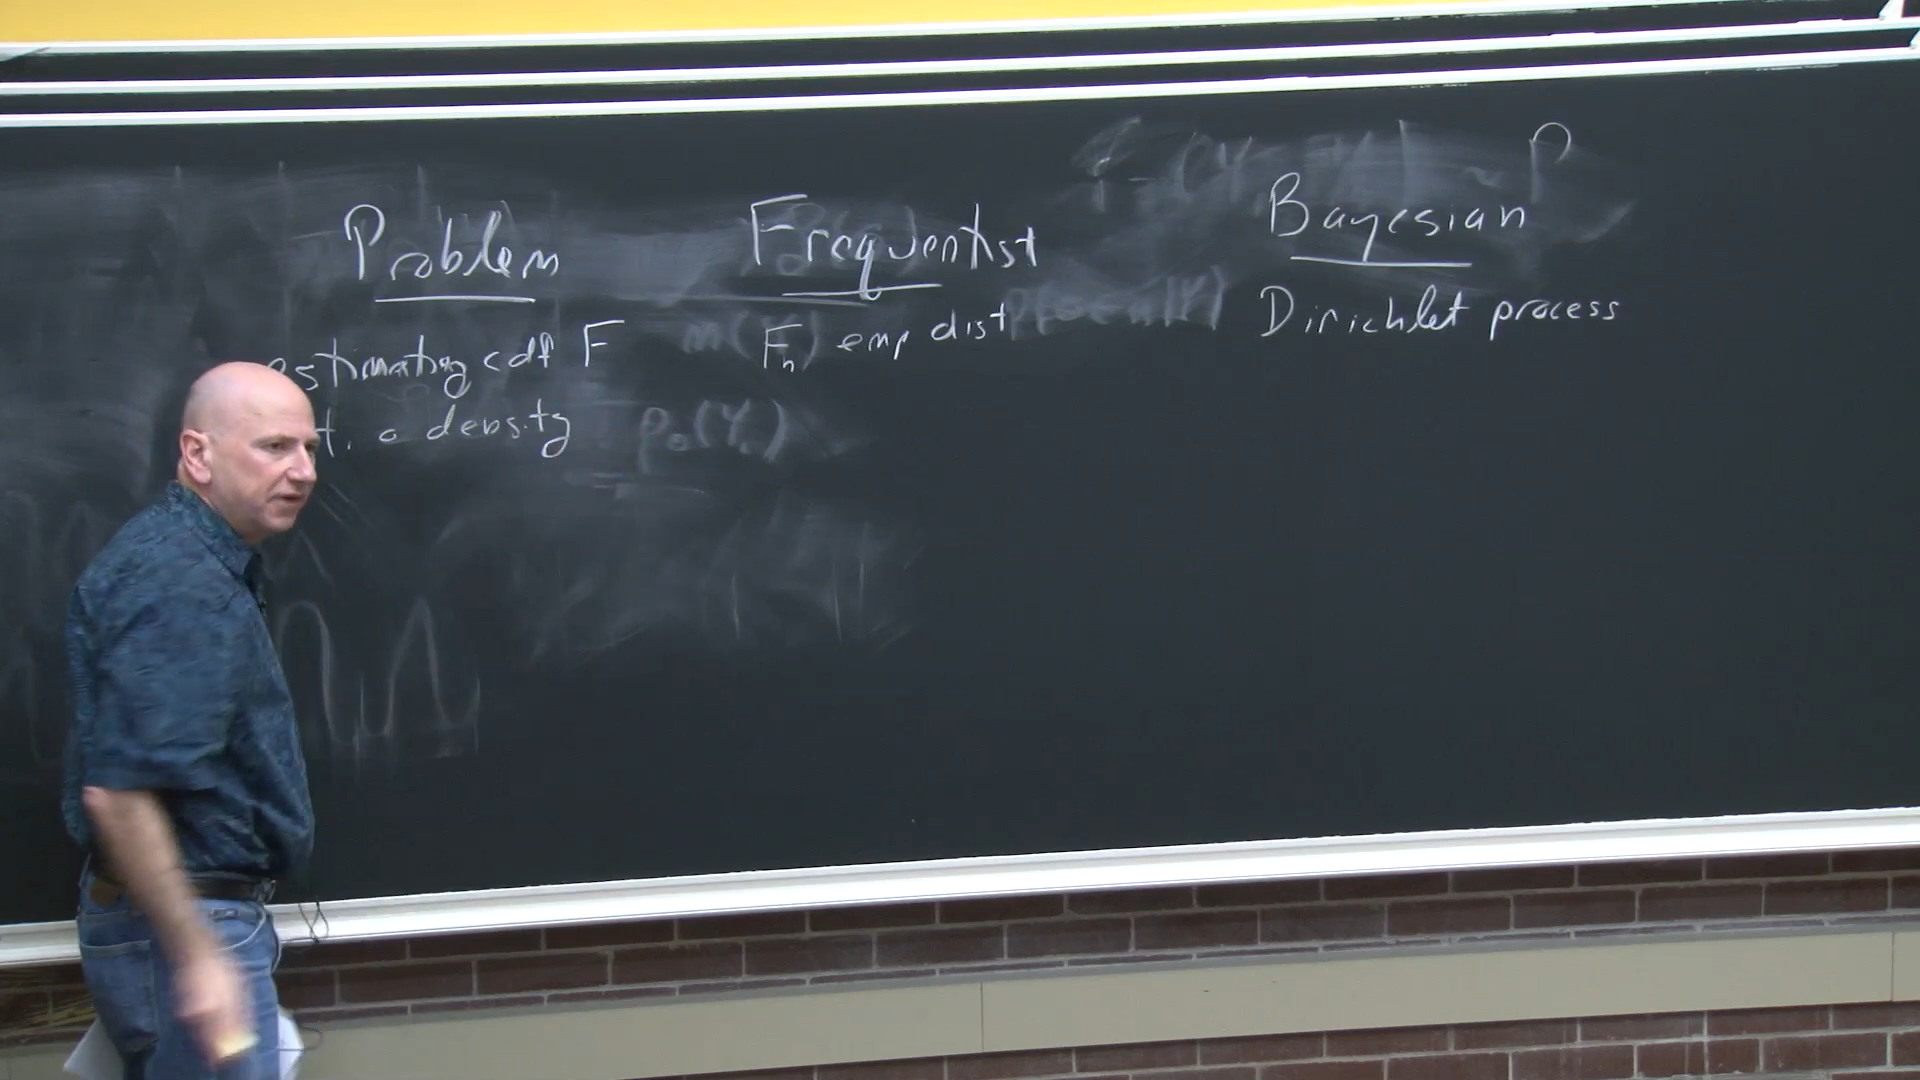 Problem Frequentist Bayesian
estimating cdf F Fn emp dist Dirichlet process
t. a density